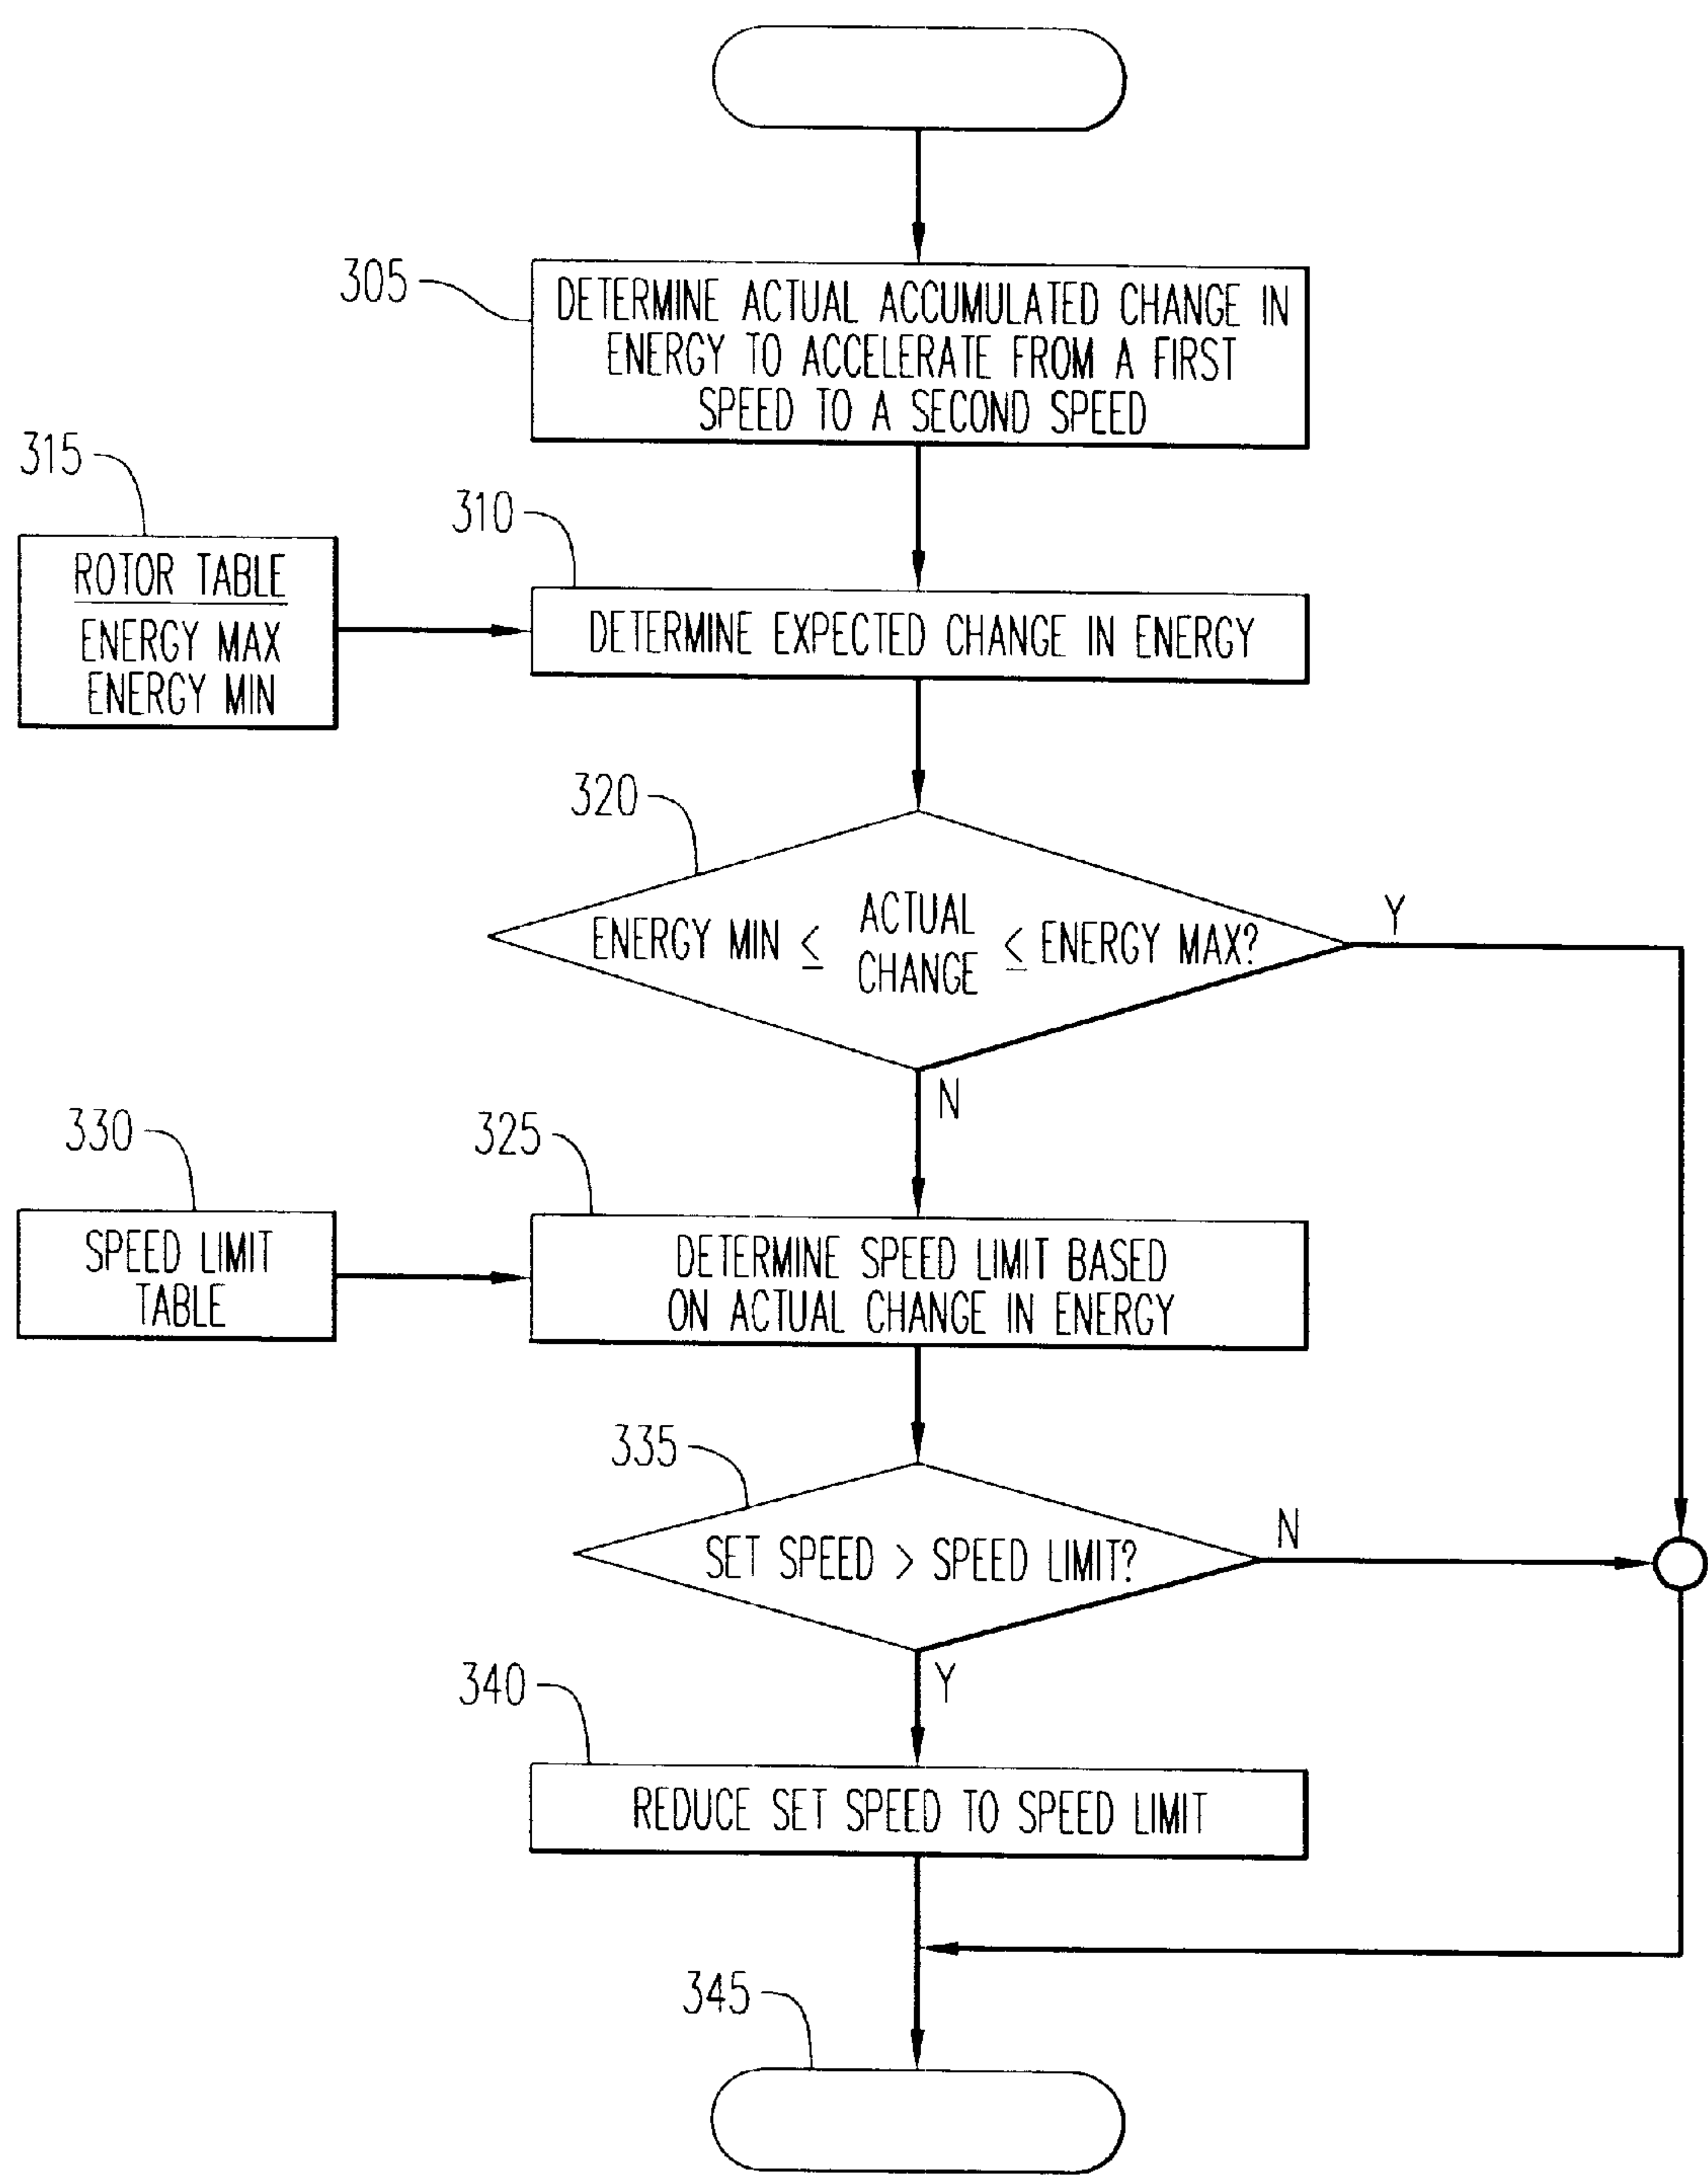 305
DETERMINE ACTUAL ACCUMULATED CHANGE IN
ENERGY TO ACCELERATE FROM A FIRST
SPEED TO A SECOND SPEED
315
ROTOR TABLE
ENERGY MAX
ENERGY MIN
310
DETERMINE EXPECTED CHANGE IN ENERGY
320
ENERGY MIN ≤ ACTUAL CHANGE ≤ ENERGY MAX?
Y
N
330
SPEED LIMIT
TABLE
325
DETERMINE SPEED LIMIT BASED
ON ACTUAL CHANGE IN ENERGY
335
SET SPEED > SPEED LIMIT?
N
Y
340
REDUCE SET SPEED TO SPEED LIMIT
345